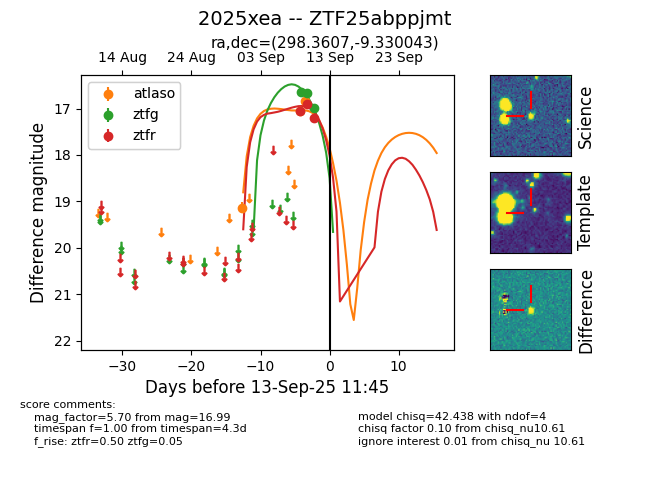 2025xea -- ZTF25abppjmt
ra,dec=(298.3607,-9.330043)
14 Aug 24 Aug 03 Sep 13 Sep 23 Sep
atlaso
ztfg
ztfr
17
18
19
20
21
22
Difference magnitude
−30 −20 −10 0 10
Days before 13-Sep-25 11:45
Science
Template
Difference
score comments:
mag_factor=5.70 from mag=16.99
timespan f=1.00 from timespan=4.3d
f_rise: ztfr=0.50 ztfg=0.05
model chisq=42.438 with ndof=4
chisq factor 0.10 from chisq_nu10.61
ignore interest 0.01 from chisq_nu 10.61